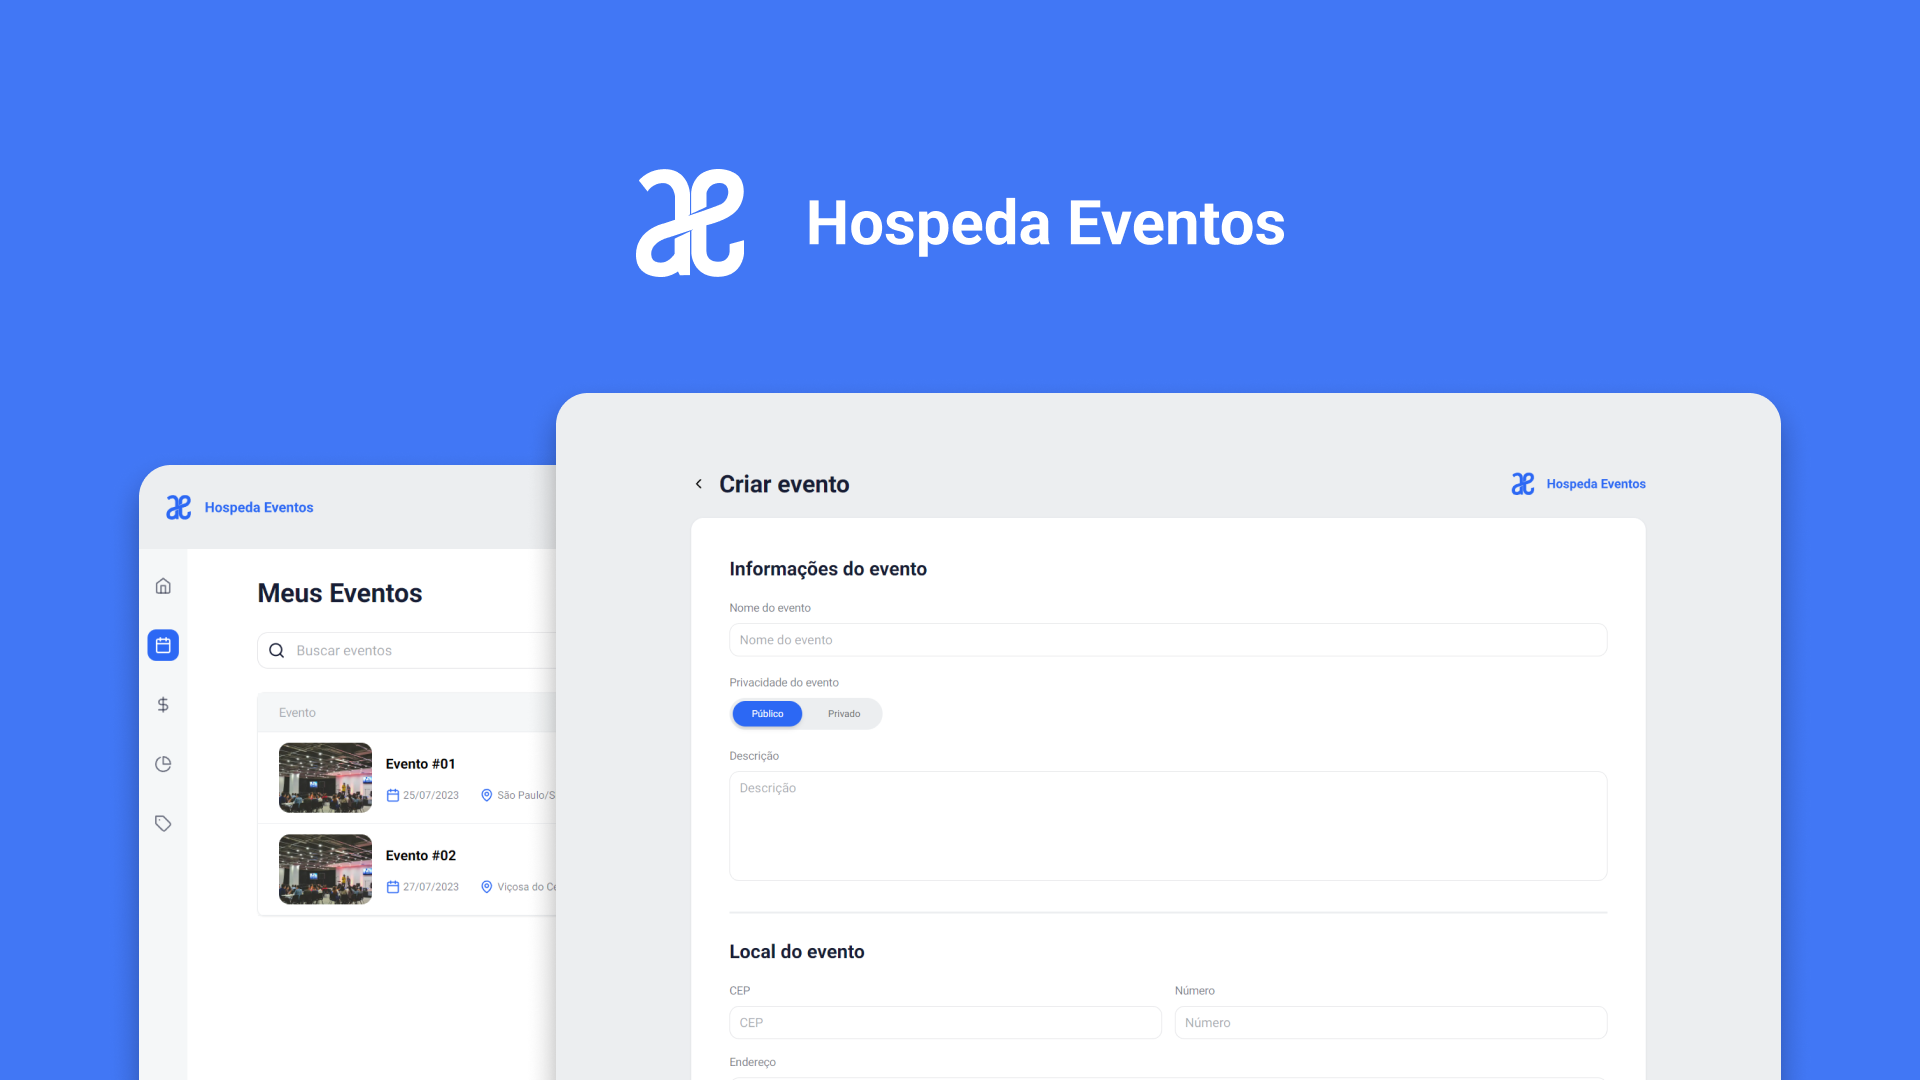 Hospeda Eventos
Hospeda Eventos
Meus Eventos
Buscar eventos
Evento
Evento #01
25/07/2023
São Paulo/S
Evento #02
27/07/2023
Viçosa do Ce
Criar evento
Hospeda Eventos
Informações do evento
Nome do evento
Nome do evento
Privacidade do evento
Público Privado
Descrição
Descrição
Local do evento
CEP Número
CEP Número
Endereço